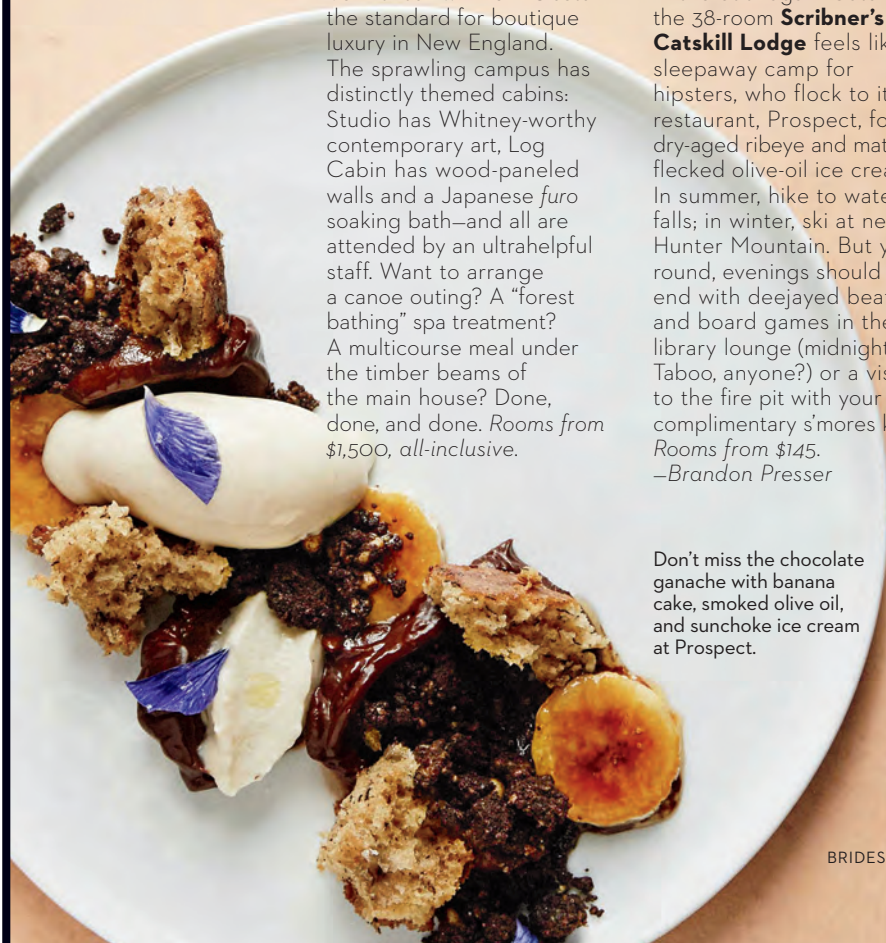 the standard for boutique
luxury in New England.
The sprawling campus has
distinctly themed cabins:
Studio has Whitney-worthy
contemporary art, Log
Cabin has wood-paneled
walls and a Japanese furo
soaking bath—and all are
attended by an ultrahelpful
staff. Want to arrange
a canoe outing? A “forest
bathing” spa treatment?
A multicourse meal under
the timber beams of
the main house? Done,
done, and done. Rooms from
$1,500, all-inclusive.
the 38-room Scribner’s
Catskill Lodge feels
sleepaway camp for
hipsters, who flock to
restaurant, Prospect,
dry-aged ribeye and
flecked olive-oil ice
In summer, hike to
falls; in winter, ski at
Hunter Mountain. But
round, evenings should
end with deejayed
and board games in
library lounge (midnight
Taboo, anyone?) or a
to the fire pit with your
complimentary s’mores
Rooms from $145.
—Brandon Presser
Don’t miss the chocolate
ganache with banana
cake, smoked olive oil,
and sunchoke ice cream
at Prospect.
BRIDES